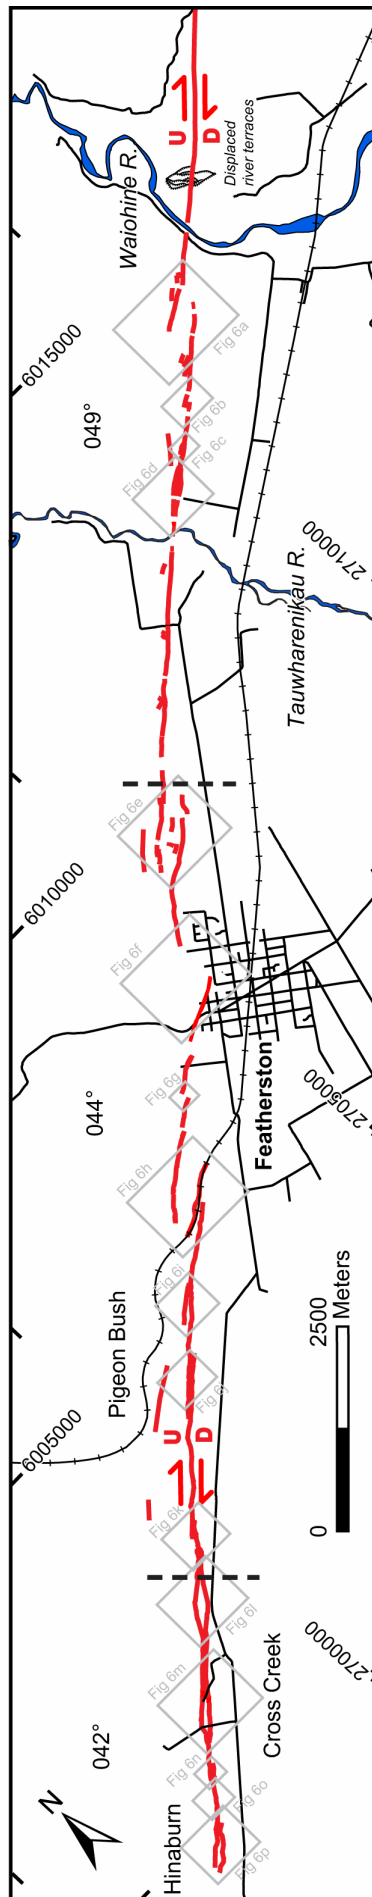 Waiohine R.
U
D
Displaced
river terraces
6015000
049°
Fig 6a
Fig 6b
Fig 6c
Fig 6d
2710000
Tauwharenikau R.
Fig 6e
6010000
Fig 6f
Featherston
2705000
044°
Fig 6g
Fig 6h
Fig 6i
Pigeon Bush
Fig 6j
U
D
6005000
2500
Meters
0
Fig 6k
Fig 6l
2700000
Fig 6m
Cross Creek
042°
Fig 6n
Fig 6o
Fig 6p
Hinaburn
N